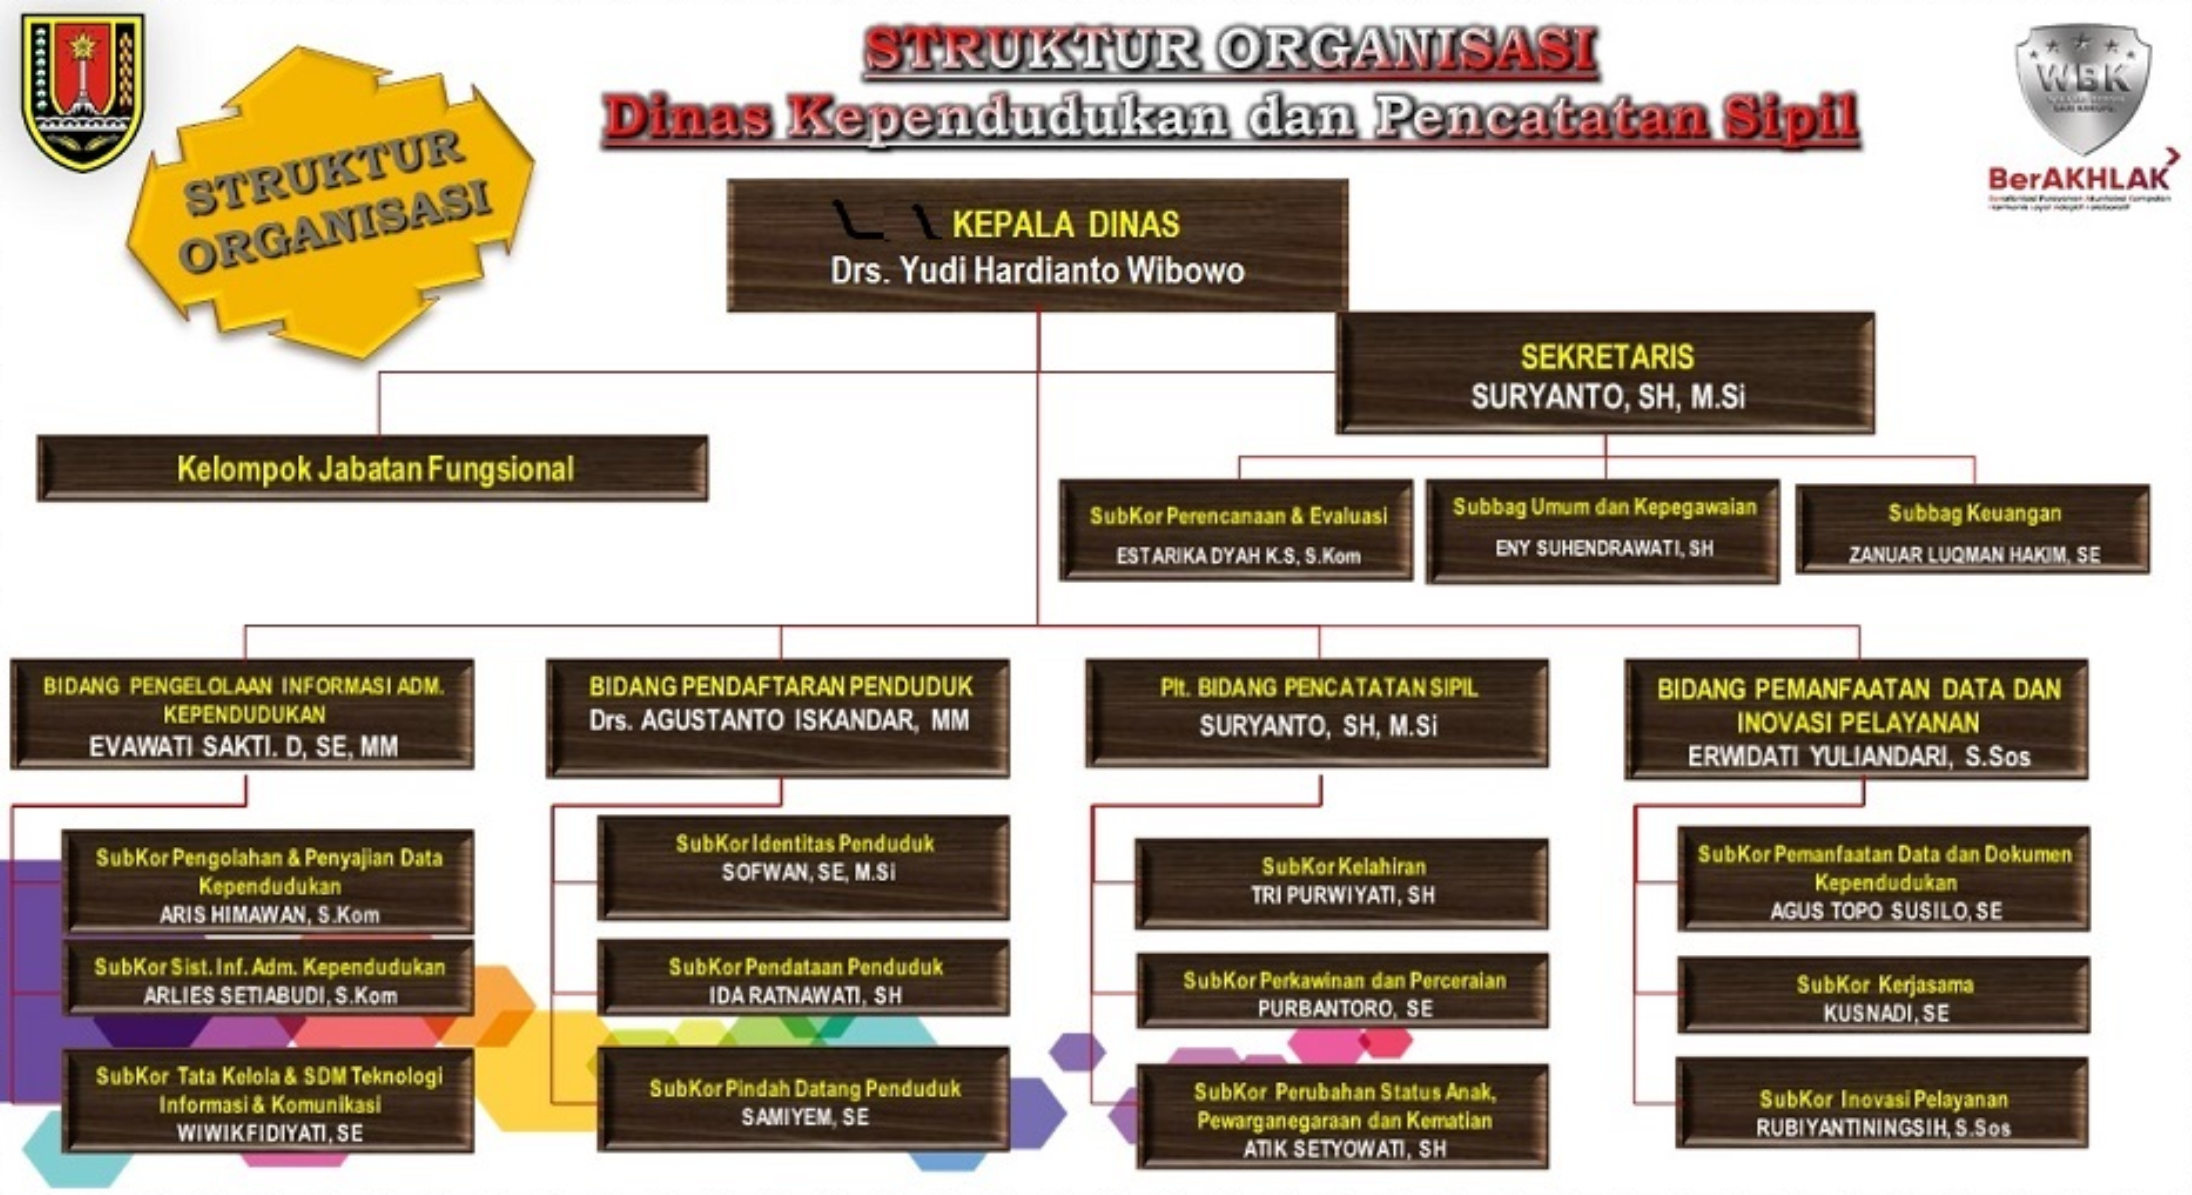 STRUKTUR
ORGANISASI
STRUKTUR ORGANISASI
Dinas Kependudukan dan Pencatatan Sipil
WBK
BerAKHLAK
KEPALA DINAS
Drs. Yudi Hardianto Wibowo
SEKRETARIS
SURYANTO, SH, M.Si
Kelompok Jabatan Fungsional
SubKor Perencanaan & Evaluasi
ESTARIKA DYAH K.S, S.Kom
Subbag Umum dan Kepegawaian
ENY SUHENDRAWATI, SH
Subbag Keuangan
ZANUAR LUQMAN HAKIM, SE
BIDANG PENGELOLAAN INFORMASI ADM.
KEPENDUDUKAN
EVAWATI SAKTI. D, SE, MM
SubKor Pengolahan & Penyajian Data
Kependudukan
ARIS HIMAWAN, S.Kom
SubKor Sist. Inf. Adm. Kependudukan
ARLIES SETIABUDI, S.Kom
SubKor Tata Kelola & SDM Teknologi
Informasi & Komunikasi
WIWIK FIDIYATI, SE
BIDANG PENDAFTARAN PENDUDUK
Drs. AGUSTANTO ISKANDAR, MM
SubKor Identitas Penduduk
SOFWAN, SE, M.Si
SubKor Pendataan Penduduk
IDA RATNAWATI, SH
SubKor Pindah Datang Penduduk
SAMIYEM, SE
Plt. BIDANG PENCATATAN SIPIL
SURYANTO, SH, M.Si
SubKor Kelahiran
TRI PURWIYATI, SH
SubKor Perkawinan dan Perceraian
PURBANTORO, SE
SubKor Perubahan Status Anak,
Pewarganegaraan dan Kematian
ATIK SETYOWATI, SH
BIDANG PEMANFAATAN DATA DAN
INOVASI PELAYANAN
ERWIDATI YULIANDARI, S.Sos
SubKor Pemanfaatan Data dan Dokumen
Kependudukan
AGUS TOPO SUSILO, SE
SubKor Kerjasama
KUSNADI, SE
SubKor Inovasi Pelayanan
RUBIYANTININGSIH, S.Sos